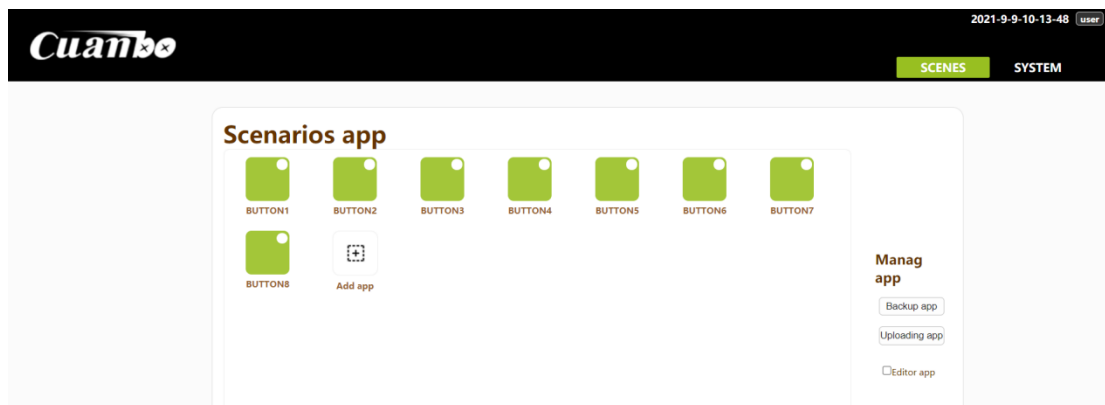 2021-9-9-10-13-48 user
Cuanbo
SCENES SYSTEM
Scenarios app
BUTTON1 BUTTON2 BUTTON3 BUTTON4 BUTTON5 BUTTON6 BUTTON7
BUTTON8 Add app
Manag
app
Backup app
Uploading app
Editor app